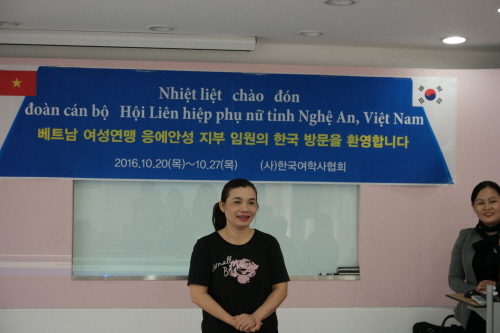 Nhiệt liệt chào đón
đoàn cán bộ Hội Liên hiệp phụ nữ tỉnh Nghệ An, Việt Nam
베트남 여성연맹 응에안성 지부 임원의 한국 방문을 환영합니다
2016.10.20(목)~10.27(목) (사)한국여학사협회